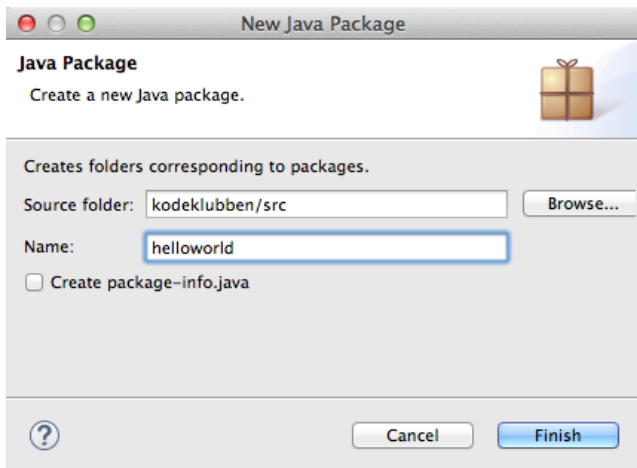 New Java Package
Java Package
Create a new Java package.
Creates folders corresponding to packages.
Source folder: kodeklubben/src Browse...
Name: helloworld
Create package-info.java
? Cancel Finish